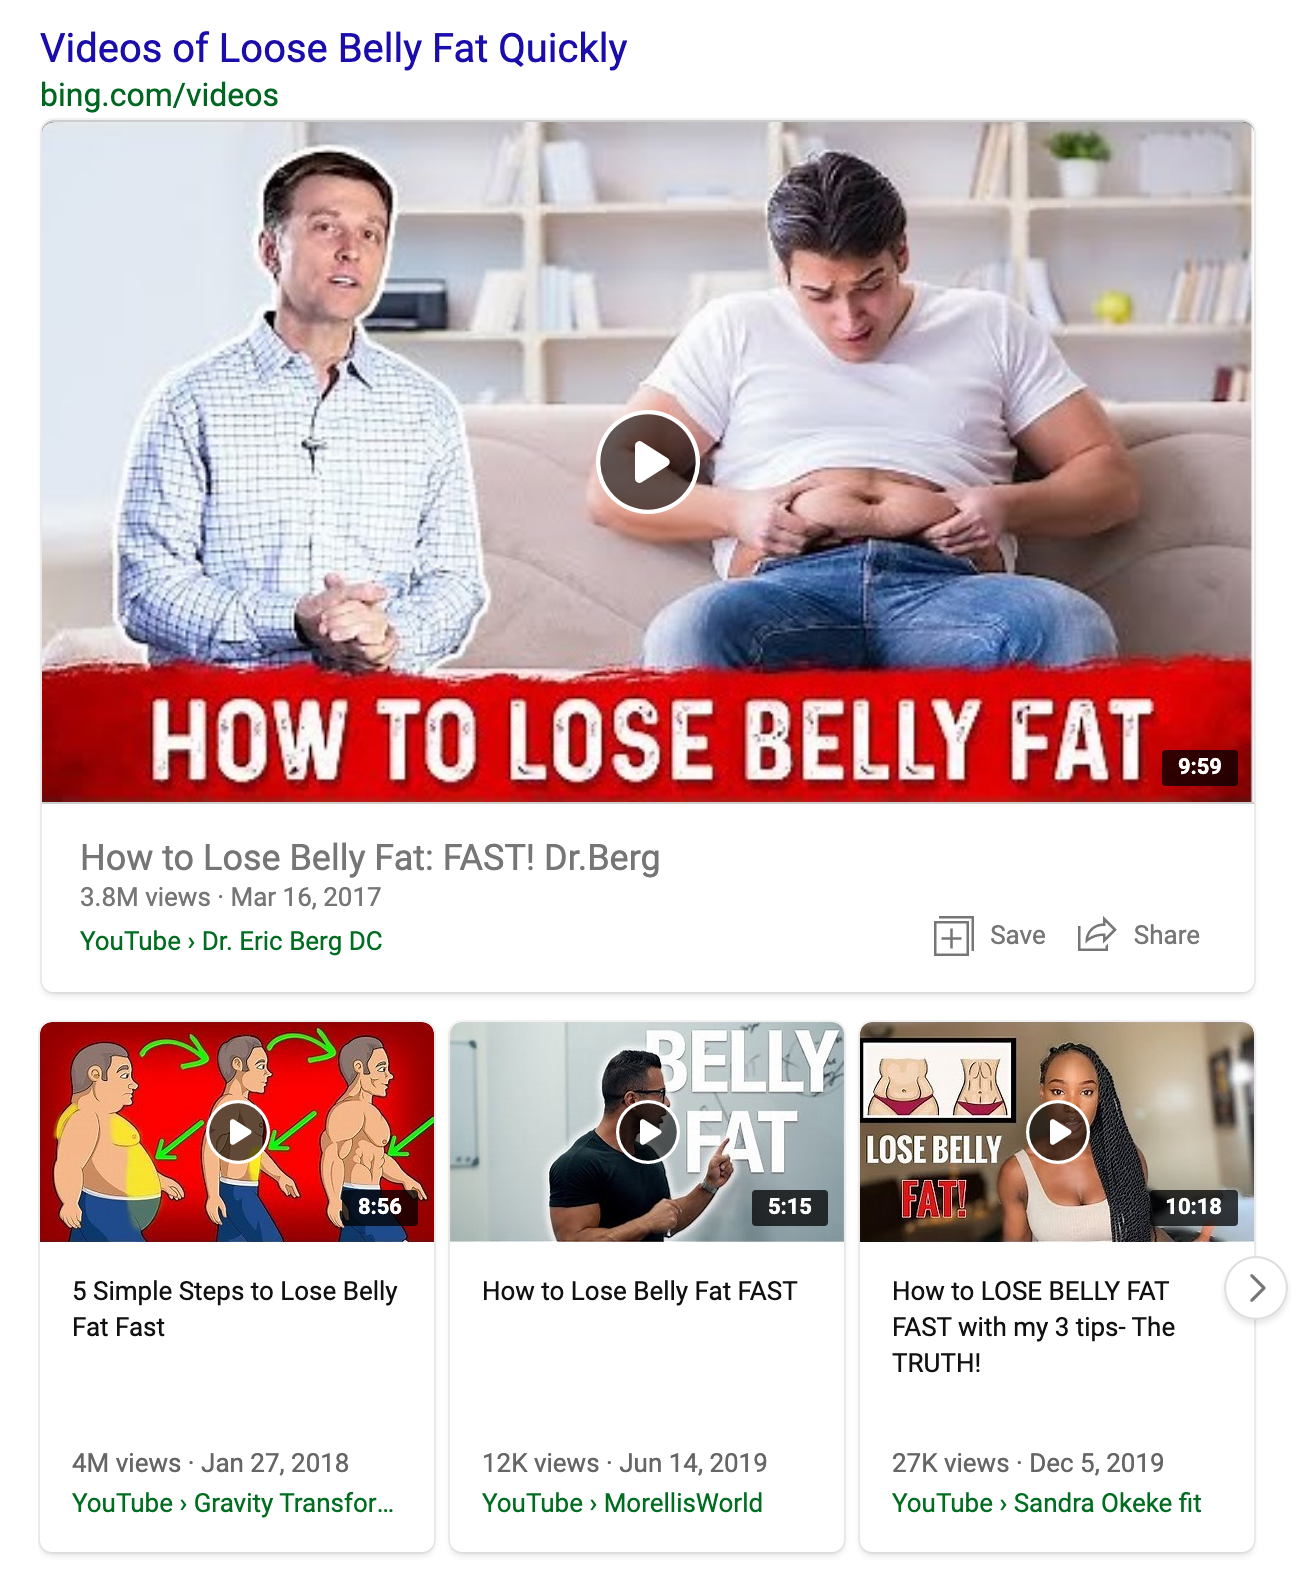 Videos of Loose Belly Fat Quickly
bing.com/videos
HOW TO LOSE BELLY FAT
9:59
How to Lose Belly Fat: FAST! Dr.Berg
3.8M views · Mar 16, 2017
YouTube › Dr. Eric Berg DC
Save
Share
8:56
5 Simple Steps to Lose Belly
Fat Fast
4M views · Jan 27, 2018
YouTube › Gravity Transfor...
BELLY
FAT
5:15
How to Lose Belly Fat FAST
12K views · Jun 14, 2019
YouTube › MorellisWorld
LOSE BELLY
FAT!
10:18
How to LOSE BELLY FAT
FAST with my 3 tips- The
TRUTH!
27K views · Dec 5, 2019
YouTube › Sandra Okeke fit